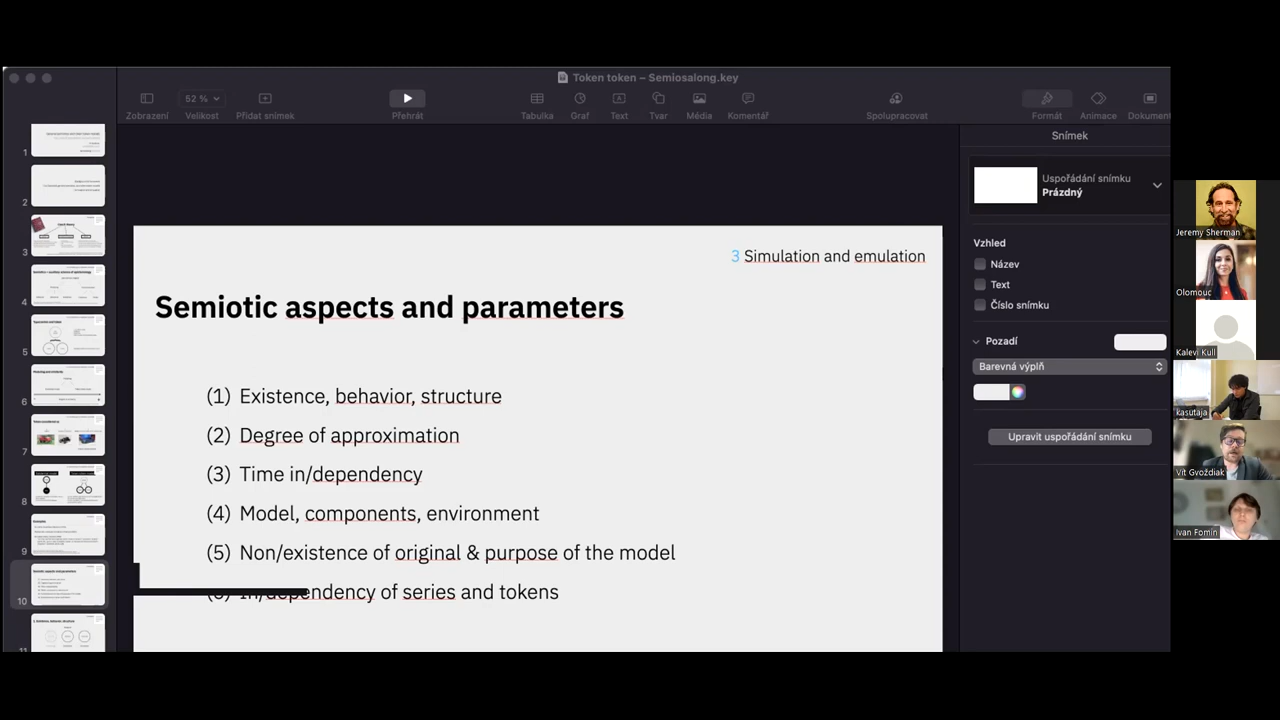 Token token – Semiosalong.key
52 %
Zobrazení
Velikost
Přidat snímek
Přehrát
Tabulka
Graf
Text
Tvar
Média
Komentář
Spolupracovat
Formát
Animace
Dokument
1
2
3
4
5
6
7
8
9
10
11
3 Simulation and emulation
Semiotic aspects and parameters
(1) Existence, behavior, structure
(2) Degree of approximation
(3) Time in/dependency
(4) Model, components, environment
(5) Non/existence of original & purpose of the model
In/dependency of series and tokens
Snímek
Uspořádání snímku
Prázdný
Vzhled
Název
Text
Číslo snímku
Pozadí
Barevná výplň
Upravit uspořádání snímku
Jeremy Sherman
Olomouc
Kalevi Kull
kasutaja
Vít Gvoždiak
Ivan Fomin